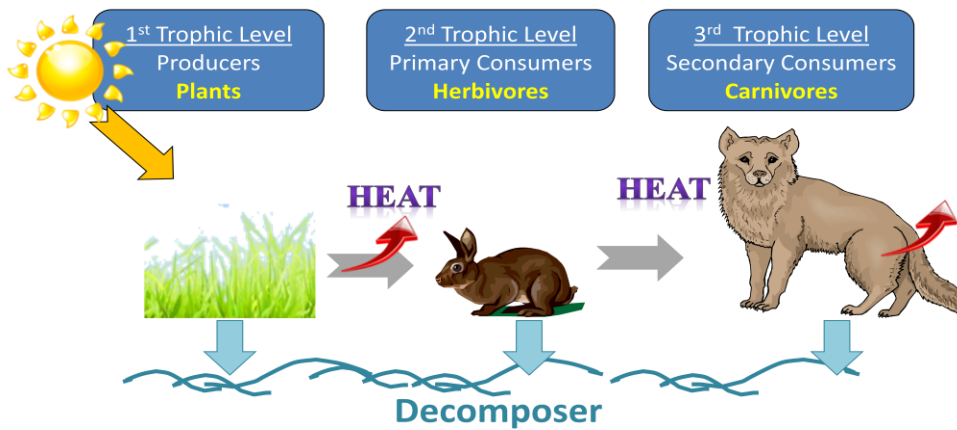 1st Trophic Level
Producers
Plants
2nd Trophic Level
Primary Consumers
Herbivores
3rd Trophic Level
Secondary Consumers
Carnivores
HEAT
HEAT
Decomposer